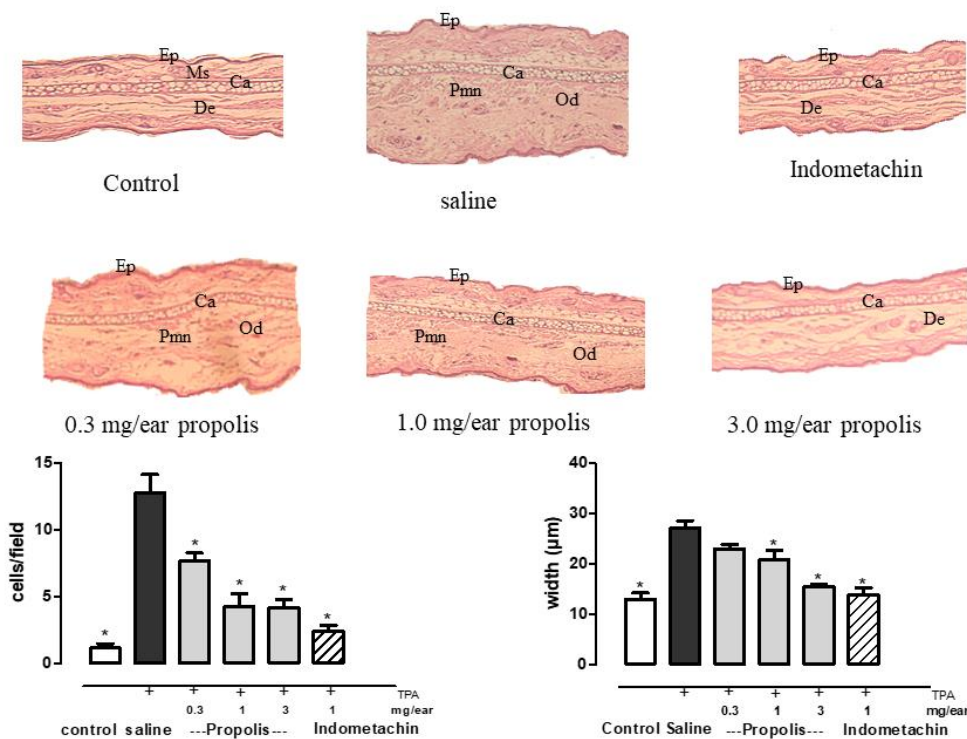 Ep
Ms
Ca
De
Control
Ep
Ca
Pmn
Od
saline
Ep
Ca
De
Indometachin
Ep
Ca
Pmn
Od
0.3 mg/ear propolis
Ep
Ca
Pmn
Od
1.0 mg/ear propolis
Ep
Ca
De
3.0 mg/ear propolis
cells/field
15
10
5
0
* * * * *
+ + + + + TPA
0.3 1 3 1 mg/ear
control saline ---Propolis--- Indometachin
width (µm)
40
30
20
10
0
* * * *
+ + + + + TPA
0.3 1 3 1 mg/ear
Control Saline ---Propolis--- Indometachin